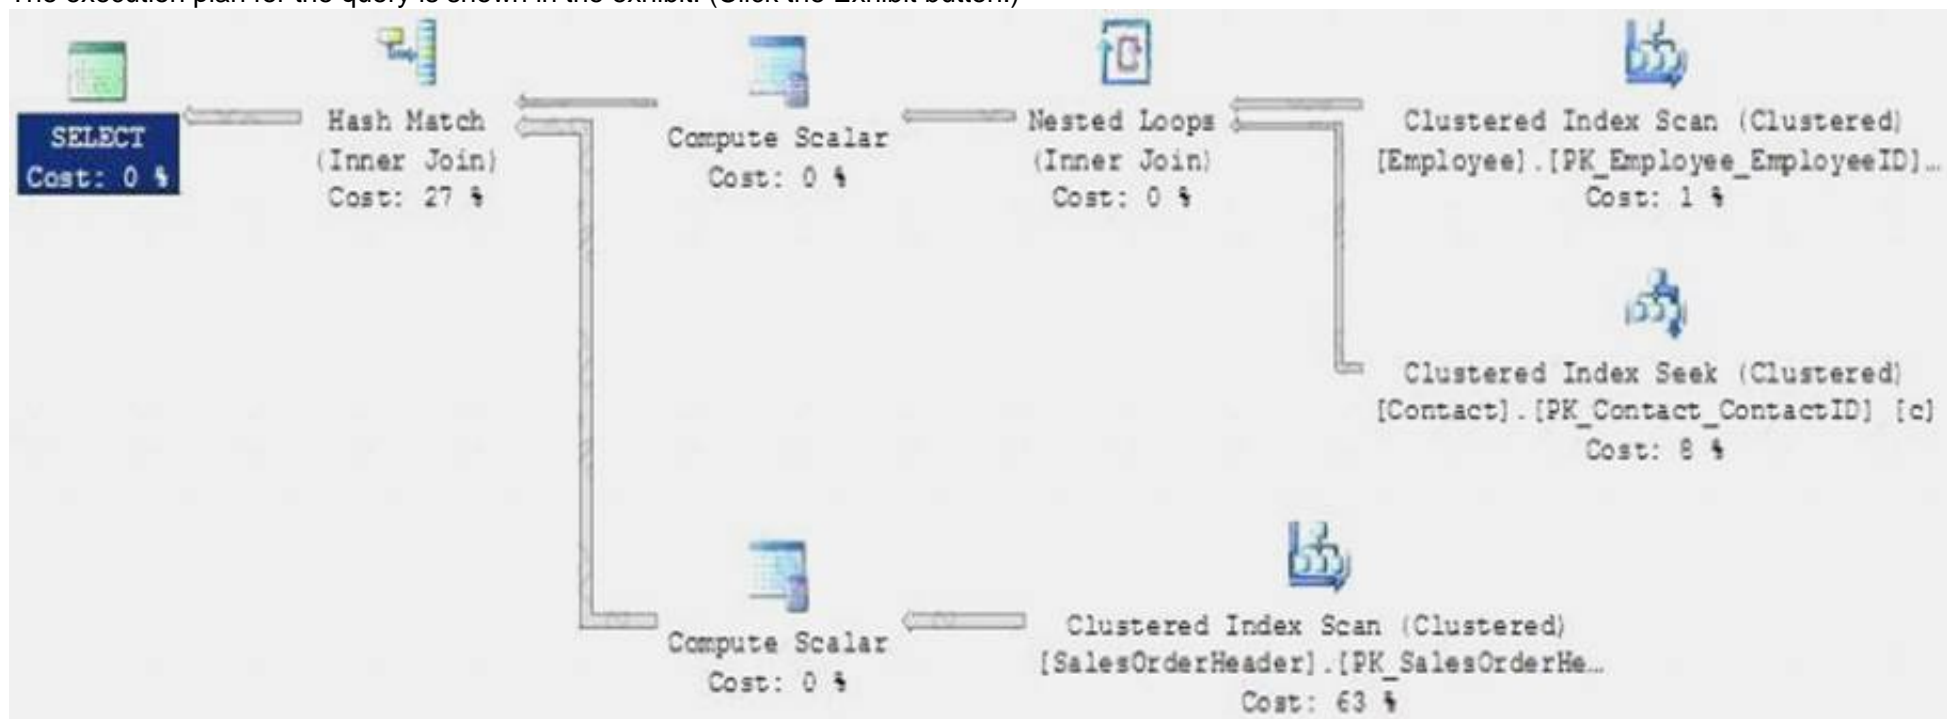 The execution plan for the query is shown in the exhibit. (Click the Exhibit button.)
SELECT
Cost: 0 %
Hash Match
(Inner Join)
Cost: 27 %
Compute Scalar
Cost: 0 %
Nested Loops
(Inner Join)
Cost: 0 %
Clustered Index Scan (Clustered)
[Employee].[PK_Employee_EmployeeID]…
Cost: 1 %
Clustered Index Seek (Clustered)
[Contact].[PK_Contact_ContactID] [c]
Cost: 8 %
Compute Scalar
Cost: 0 %
Clustered Index Scan (Clustered)
[SalesOrderHeader].[PK_SalesOrderHe…
Cost: 63 %